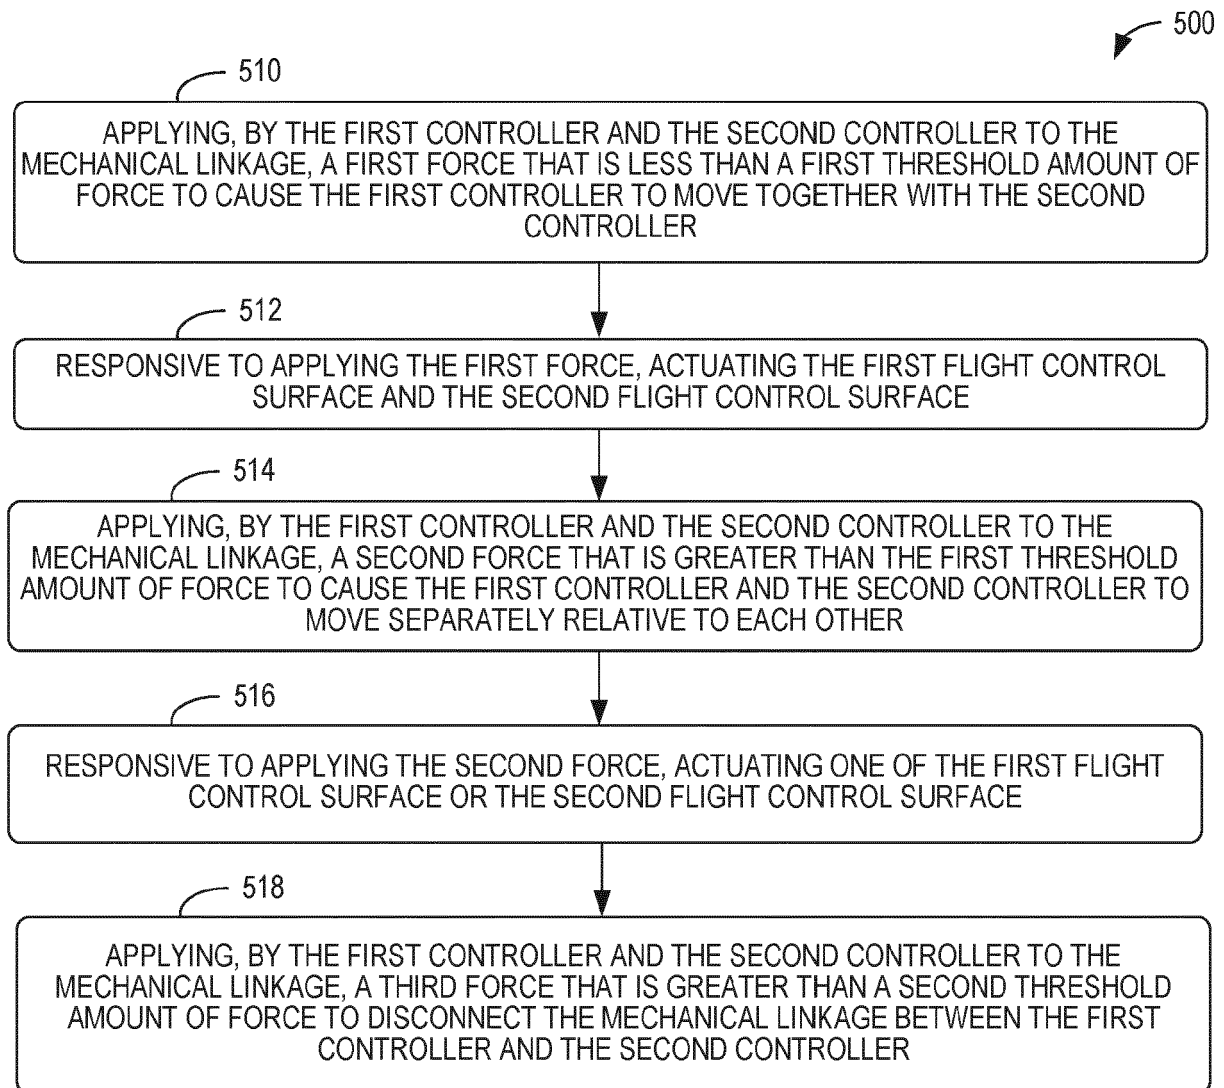 500
510
APPLYING, BY THE FIRST CONTROLLER AND THE SECOND CONTROLLER TO THE
MECHANICAL LINKAGE, A FIRST FORCE THAT IS LESS THAN A FIRST THRESHOLD AMOUNT OF
FORCE TO CAUSE THE FIRST CONTROLLER TO MOVE TOGETHER WITH THE SECOND
CONTROLLER
512
RESPONSIVE TO APPLYING THE FIRST FORCE, ACTUATING THE FIRST FLIGHT CONTROL
SURFACE AND THE SECOND FLIGHT CONTROL SURFACE
514
APPLYING, BY THE FIRST CONTROLLER AND THE SECOND CONTROLLER TO THE
MECHANICAL LINKAGE, A SECOND FORCE THAT IS GREATER THAN THE FIRST THRESHOLD
AMOUNT OF FORCE TO CAUSE THE FIRST CONTROLLER AND THE SECOND CONTROLLER TO
MOVE SEPARATELY RELATIVE TO EACH OTHER
516
RESPONSIVE TO APPLYING THE SECOND FORCE, ACTUATING ONE OF THE FIRST FLIGHT
CONTROL SURFACE OR THE SECOND FLIGHT CONTROL SURFACE
518
APPLYING, BY THE FIRST CONTROLLER AND THE SECOND CONTROLLER TO THE
MECHANICAL LINKAGE, A THIRD FORCE THAT IS GREATER THAN A SECOND THRESHOLD
AMOUNT OF FORCE TO DISCONNECT THE MECHANICAL LINKAGE BETWEEN THE FIRST
CONTROLLER AND THE SECOND CONTROLLER